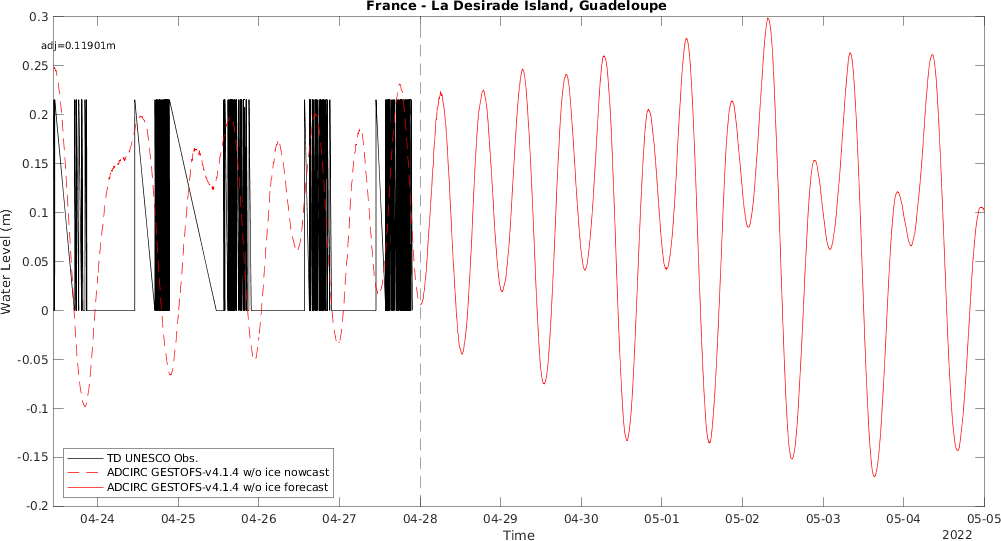 France - La Desirade Island, Guadeloupe
adj=0.11901m
0.3
0.25
0.2
0.15
0.1
0.05
0
-0.05
-0.1
-0.15
-0.2
Water Level (m)
TD UNESCO Obs.
ADCIRC GESTOFS-v4.1.4 w/o ice nowcast
ADCIRC GESTOFS-v4.1.4 w/o ice forecast
04-24 04-25 04-26 04-27 04-28 04-29 04-30 05-01 05-02 05-03 05-04 05-05
Time
2022